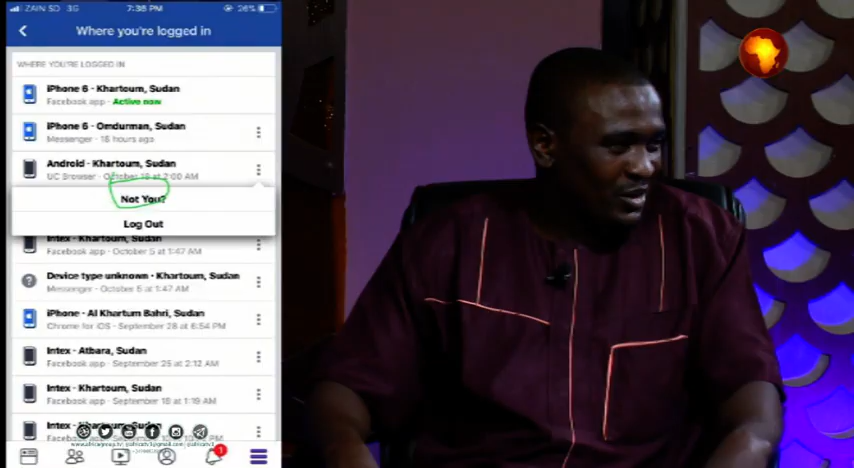 ZAIN SD 3G 7:35 PM 26%
Where you're logged in
WHERE YOU'RE LOGGED IN
iPhone 6 · Khartoum, Sudan
Facebook app · Active now
iPhone 6 · Omdurman, Sudan
Messenger · 15 hours ago
Android · Khartoum, Sudan
UC Browser · October 18 at 2:00 AM
Not You?
Log Out
Intex · Khartoum, Sudan
Facebook app · October 5 at 1:47 AM
Device type unknown · Khartoum, Sudan
Messenger · October 5 at 1:47 AM
iPhone · Al Khartum Bahri, Sudan
Chrome for iOS · September 28 at 6:54 PM
Intex · Atbara, Sudan
Facebook app · September 25 at 2:12 AM
Intex · Khartoum, Sudan
Facebook app · September 18 at 1:19 AM
Intex · Khartoum, Sudan
1